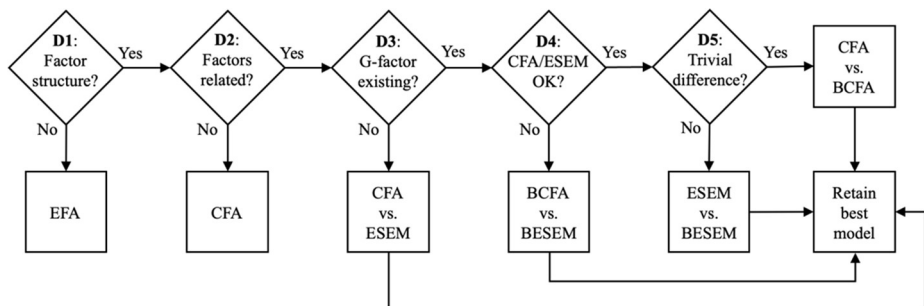 D1:
Factor
structure?
Yes
D2:
Factors
related?
Yes
D3:
G-factor
existing?
Yes
D4:
CFA/ESEM
OK?
Yes
D5:
Trivial
difference?
Yes
CFA
vs.
BCFA
No
No
No
No
No
EFA
CFA
CFA
vs.
ESEM
BCFA
vs.
BESEM
ESEM
vs.
BESEM
Retain
best
model